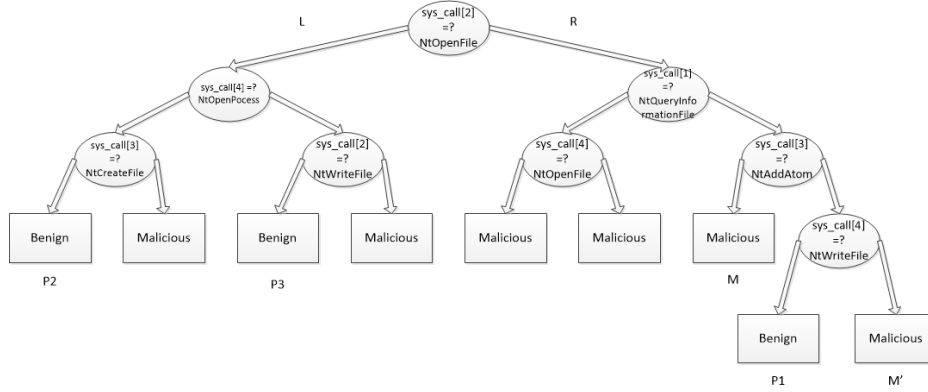 L
sys_call[2]
=?
NtOpenFile
R
sys_call[4] =?
NtOpenPocess
sys_call[1]
=?
NtQueryInfo
rmationFile
sys_call[3]
=?
NtCreateFile
sys_call[2]
=?
NtWriteFile
sys_call[4]
=?
NtOpenFile
sys_call[3]
=?
NtAddAtom
Benign
Malicious
Benign
Malicious
Malicious
Malicious
Malicious
sys_call[4]
=?
NtWriteFile
P2
P3
M
Benign
Malicious
P1
M'